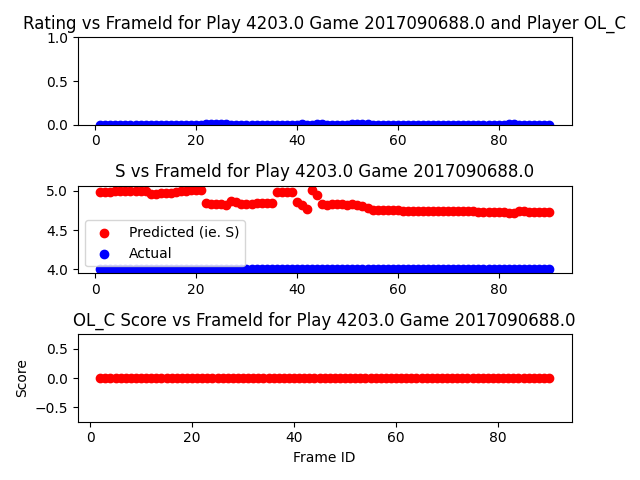 Rating vs FrameId for Play 4203.0 Game 2017090688.0 and Player OL_C
1.0
0.5
0.0
0 20 40 60 80
S vs FrameId for Play 4203.0 Game 2017090688.0
5.0
4.5
4.0
Predicted (ie. S)
Actual
0 20 40 60 80
OL_C Score vs FrameId for Play 4203.0 Game 2017090688.0
Score
0.5
0.0
−0.5
0 20 40 60 80
Frame ID